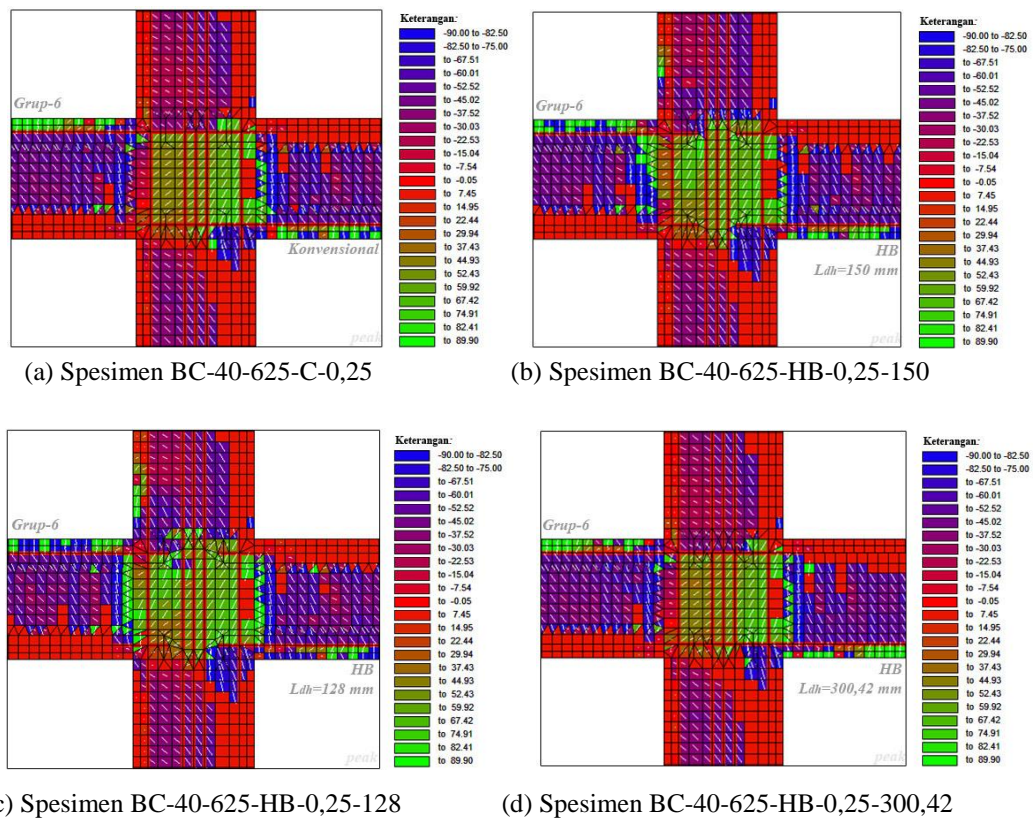 Keterangan:
-90.00 to -82.50
-82.50 to -75.00
to -67.51
to -60.01
to -52.52
to -45.02
to -37.52
to -30.03
to -22.53
to -15.04
to -7.54
to -0.05
to 7.45
to 14.95
to 22.44
to 29.94
to 37.43
to 44.93
to 52.43
to 59.92
to 67.42
to 74.91
to 82.41
to 89.90
Grup-6
Konvensional
peak
(a) Spesimen BC-40-625-C-0,25
Keterangan:
-90.00 to -82.50
-82.50 to -75.00
to -67.51
to -60.01
to -52.52
to -45.02
to -37.52
to -30.03
to -22.53
to -15.04
to -7.54
to -0.05
to 7.45
to 14.95
to 22.44
to 29.94
to 37.43
to 44.93
to 52.43
to 59.92
to 67.42
to 74.91
to 82.41
to 89.90
Grup-6
HB
Ldh=150 mm
peak
(b) Spesimen BC-40-625-HB-0,25-150
Keterangan:
-90.00 to -82.50
-82.50 to -75.00
to -67.51
to -60.01
to -52.52
to -45.02
to -37.52
to -30.03
to -22.53
to -15.04
to -7.54
to -0.05
to 7.45
to 14.95
to 22.44
to 29.94
to 37.43
to 44.93
to 52.43
to 59.92
to 67.42
to 74.91
to 82.41
to 89.90
Grup-6
HB
Ldh=128 mm
peak
) Spesimen BC-40-625-HB-0,25-128
Keterangan:
-90.00 to -82.50
-82.50 to -75.00
to -67.51
to -60.01
to -52.52
to -45.02
to -37.52
to -30.03
to -22.53
to -15.04
to -7.54
to -0.05
to 7.45
to 14.95
to 22.44
to 29.94
to 37.43
to 44.93
to 52.43
to 59.92
to 67.42
to 74.91
to 82.41
to 89.90
Grup-6
HB
Ldh=300,42 mm
peak
(d) Spesimen BC-40-625-HB-0,25-300,42